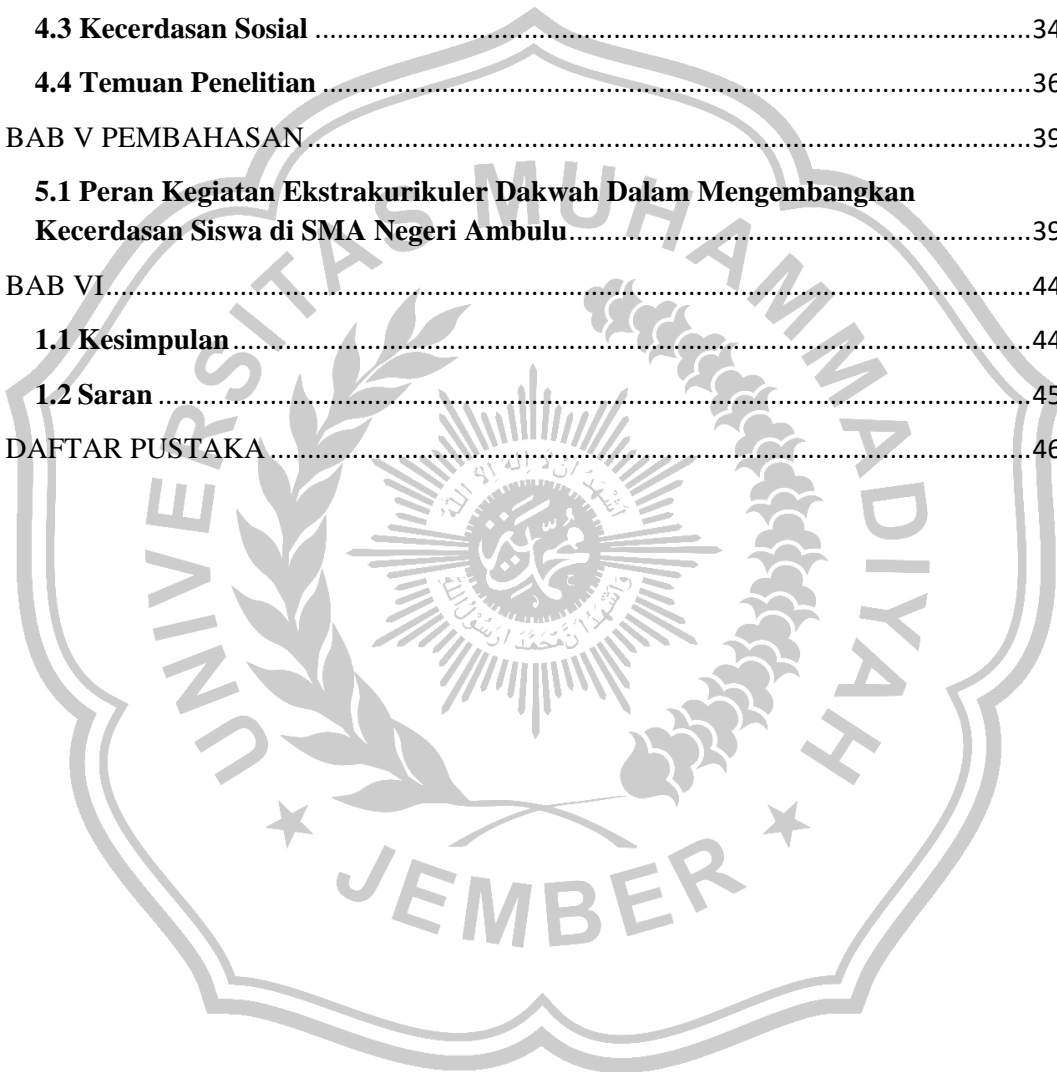 4.3 Kecerdasan Sosial ........ 34
4.4 Temuan Penelitian ........ 36
BAB V PEMBAHASAN ........ 39
5.1 Peran Kegiatan Ekstrakurikuler Dakwah Dalam Mengembangkan
Kecerdasan Siswa di SMA Negeri Ambulu ........ 39
BAB VI ........ 44
1.1 Kesimpulan ........ 44
1.2 Saran ........ 45
DAFTAR PUSTAKA ........ 46
UNIVERSITAS MUHAMMADIYAH
JEMBER